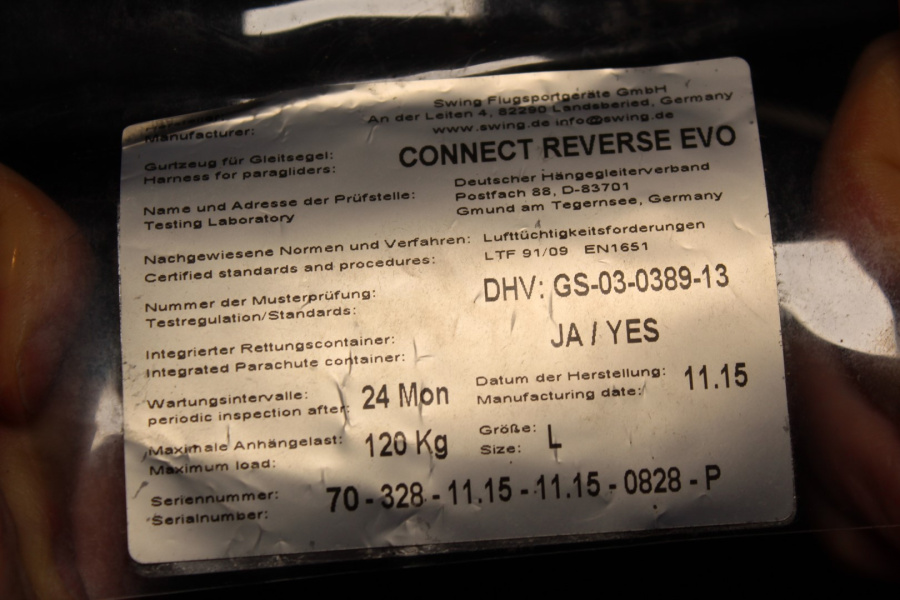 Swing Flugsportgeräte GmbH
An der Leiten 4, 82290 Landsberied, Germany
Manufacturer: www.swing.de info@swing.de
Gurtzeug für Gleitsegel: CONNECT REVERSE EVO
Harness for paragliders:
Deutscher Hängegleiterverband
Name und Adresse der Prüfstelle: Postfach 88, D-83701
Testing Laboratory Gmund am Tegernsee, Germany
Nachgewiesene Normen und Verfahren: Lufttüchtigkeitsforderungen
Certified standards and procedures: LTF 91/09 EN1651
Nummer der Musterprüfung: DHV: GS-03-0389-13
Testregulation/Standards:
Integrierter Rettungscontainer: JA / YES
Integrated Parachute container:
Wartungsintervalle: 24 Mon Datum der Herstellung: 11.15
periodic inspection after: Manufacturing date:
Maximale Anhängelast: 120 Kg Größe: L
Maximum load: Size:
Seriennummer: 70 - 328 - 11.15 - 11.15 - 0828 - P
Serialnumber: